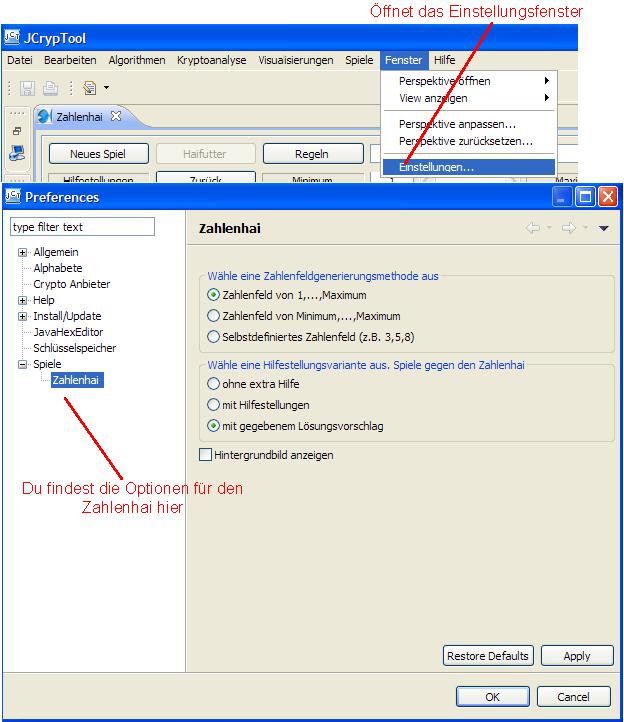 Öffnet das Einstellungsfenster
JCrypTool
Datei Bearbeiten Algorithmen Kryptoanalyse Visualisierungen Spiele Fenster Hilfe
Perspektive öffnen
View anzeigen
Perspektive anpassen...
Perspektive zurücksetzen...
Einstellungen...
Zahlenhai
Neues Spiel Haifutter Regeln
Hilfestellungen Zurück Minimum 1
Preferences
type filter text
Allgemein
Alphabete
Crypto Anbieter
Help
Install/Update
JavaHexEditor
Schlüsselspeicher
Spiele
Zahlenhai
Du findest die Optionen für den
Zahlenhai hier
Zahlenhai
Wähle eine Zahlenfeldgenerierungsmethode aus
Zahlenfeld von 1,...,Maximum
Zahlenfeld von Minimum,...,Maximum
Selbstdefiniertes Zahlenfeld (z.B. 3,5,8)
Wähle eine Hilfestellungsvariante aus. Spiele gegen den Zahlenhai
ohne extra Hilfe
mit Hilfestellungen
mit gegebenem Lösungsvorschlag
Hintergrundbild anzeigen
Restore Defaults Apply
OK Cancel